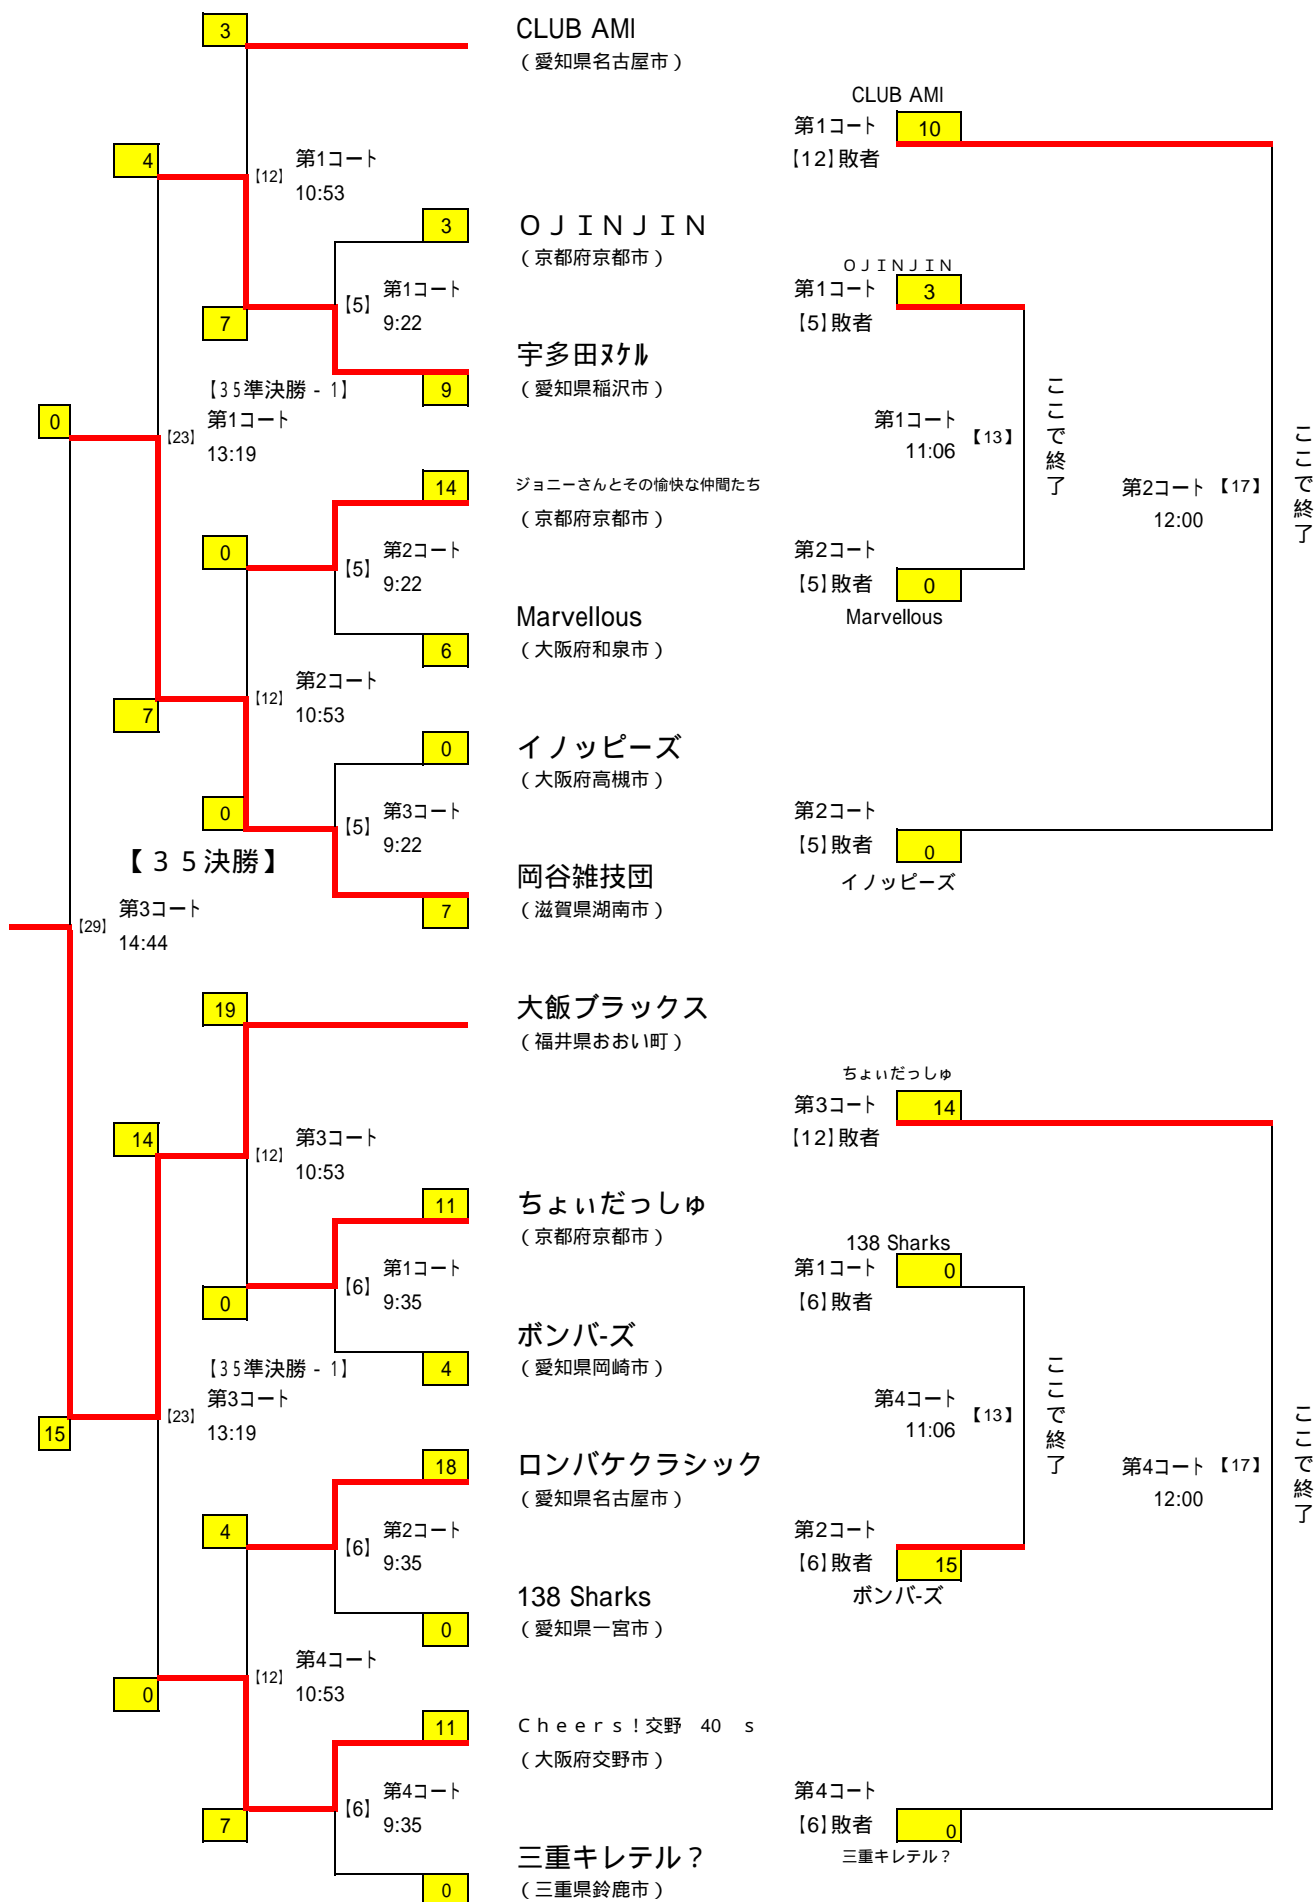 3
CLUB AMI
（愛知県名古屋市）
CLUB AMI
第1コート
10
【12】敗者
4
【12】
第1コート
10:53
3
ＯＪＩＮＪＩＮ
（京都府京都市）
ＯＪＩＮＪＩＮ
第1コート
3
【5】敗者
【5】
第1コート
9:22
7
宇多田ﾇｹﾙ
（愛知県稲沢市）
9
【35準決勝 - 1】
【23】
第1コート
13:19
0
第1コート
11:06
【13】
ここで終了
14
ジョニーさんとその愉快な仲間たち
（京都府京都市）
第2コート
12:00
【17】
ここで終了
0
【5】
第2コート
9:22
第2コート
【5】敗者
0
Marvellous
Marvellous
（大阪府和泉市）
6
【12】
第2コート
10:53
7
0
イノッピーズ
（大阪府高槻市）
0
【5】
第3コート
9:22
第2コート
【5】敗者
0
イノッピーズ
【３５決勝】
岡谷雑技団
（滋賀県湖南市）
7
【29】
第3コート
14:44
19
大飯ブラックス
（福井県おおい町）
ちょぃだっしゅ
第3コート
14
【12】敗者
14
【12】
第3コート
10:53
11
ちょぃだっしゅ
（京都府京都市）
138 Sharks
第1コート
0
【6】敗者
0
【6】
第1コート
9:35
ボンバ-ズ
（愛知県岡崎市）
4
【35準決勝 - 1】
【23】
第3コート
13:19
15
第4コート
11:06
【13】
ここで終了
18
ロンバケクラシック
（愛知県名古屋市）
第4コート
12:00
【17】
ここで終了
4
【6】
第2コート
9:35
第2コート
【6】敗者
15
ボンバ-ズ
138 Sharks
（愛知県一宮市）
0
【12】
第4コート
10:53
0
11
Ｃｈｅｅｒｓ！交野　40　ｓ
（大阪府交野市）
7
【6】
第4コート
9:35
第4コート
【6】敗者
0
三重キレテル？
三重キレテル？
（三重県鈴鹿市）
0